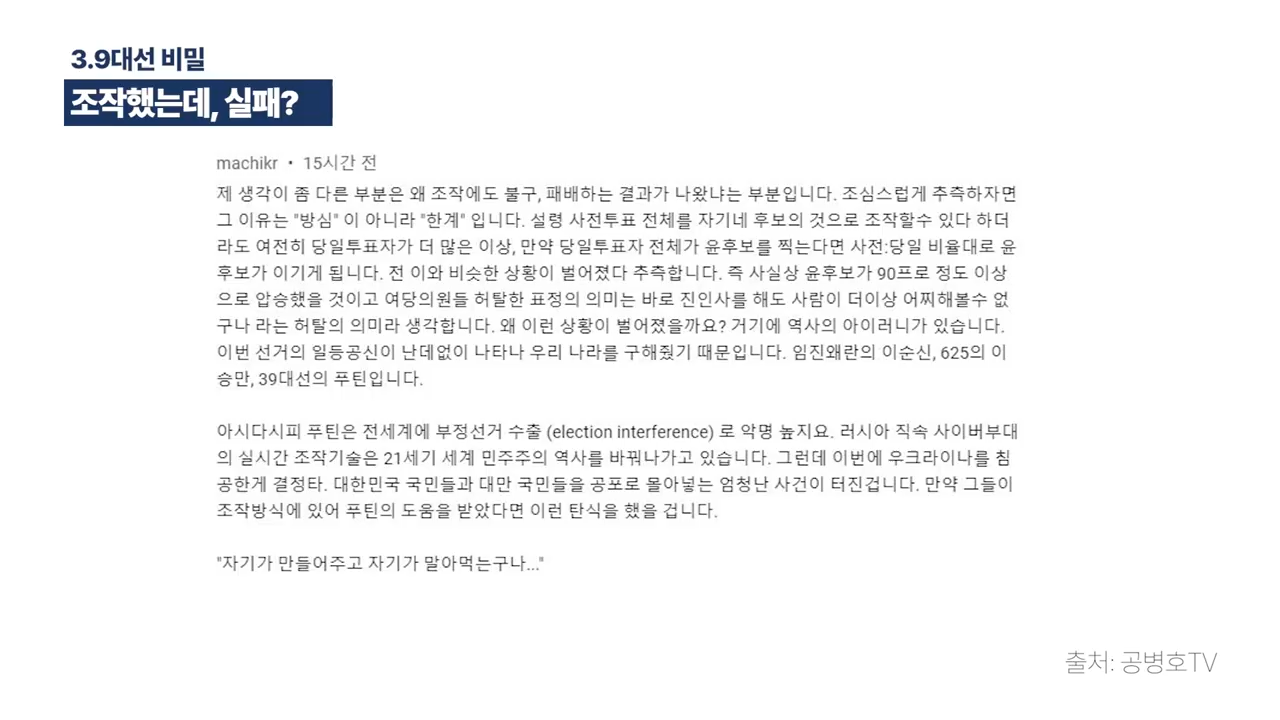 3.9대선 비밀
조작했는데, 실패?
machikr • 15시간 전
제 생각이 좀 다른 부분은 왜 조작에도 불구, 패배하는 결과가 나왔냐는 부분입니다. 조심스럽게 추측하자면
그 이유는 "방심" 이 아니라 "한계" 입니다. 설령 사전투표 전체를 자기네 후보의 것으로 조작할수 있다 하더
라도 여전히 당일투표자가 더 많은 이상, 만약 당일투표자 전체가 윤후보를 찍는다면 사전:당일 비율대로 윤
후보가 이기게 됩니다. 전 이와 비슷한 상황이 벌어졌다 추측합니다. 즉 사실상 윤후보가 90프로 정도 이상
으로 압승했을 것이고 여당의원들 허탈한 표정의 의미는 바로 진인사를 해도 사람이 더이상 어찌해볼수 없
구나 라는 허탈의 의미라 생각합니다. 왜 이런 상황이 벌어졌을까요? 거기에 역사의 아이러니가 있습니다.
이번 선거의 일등공신이 난데없이 나타나 우리 나라를 구해줬기 때문입니다. 임진왜란의 이순신, 625의 이
승만, 39대선의 푸틴입니다.
아시다시피 푸틴은 전세계에 부정선거 수출 (election interference) 로 악명 높지요. 러시아 직속 사이버부대
의 실시간 조작기술은 21세기 세계 민주주의 역사를 바꿔나가고 있습니다. 그런데 이번에 우크라이나를 침
공한게 결정타. 대한민국 국민들과 대만 국민들을 공포로 몰아넣는 엄청난 사건이 터진겁니다. 만약 그들이
조작방식에 있어 푸틴의 도움을 받았다면 이런 탄식을 했을 겁니다.
"자기가 만들어주고 자기가 말아먹는구나..."
출처: 공병호TV